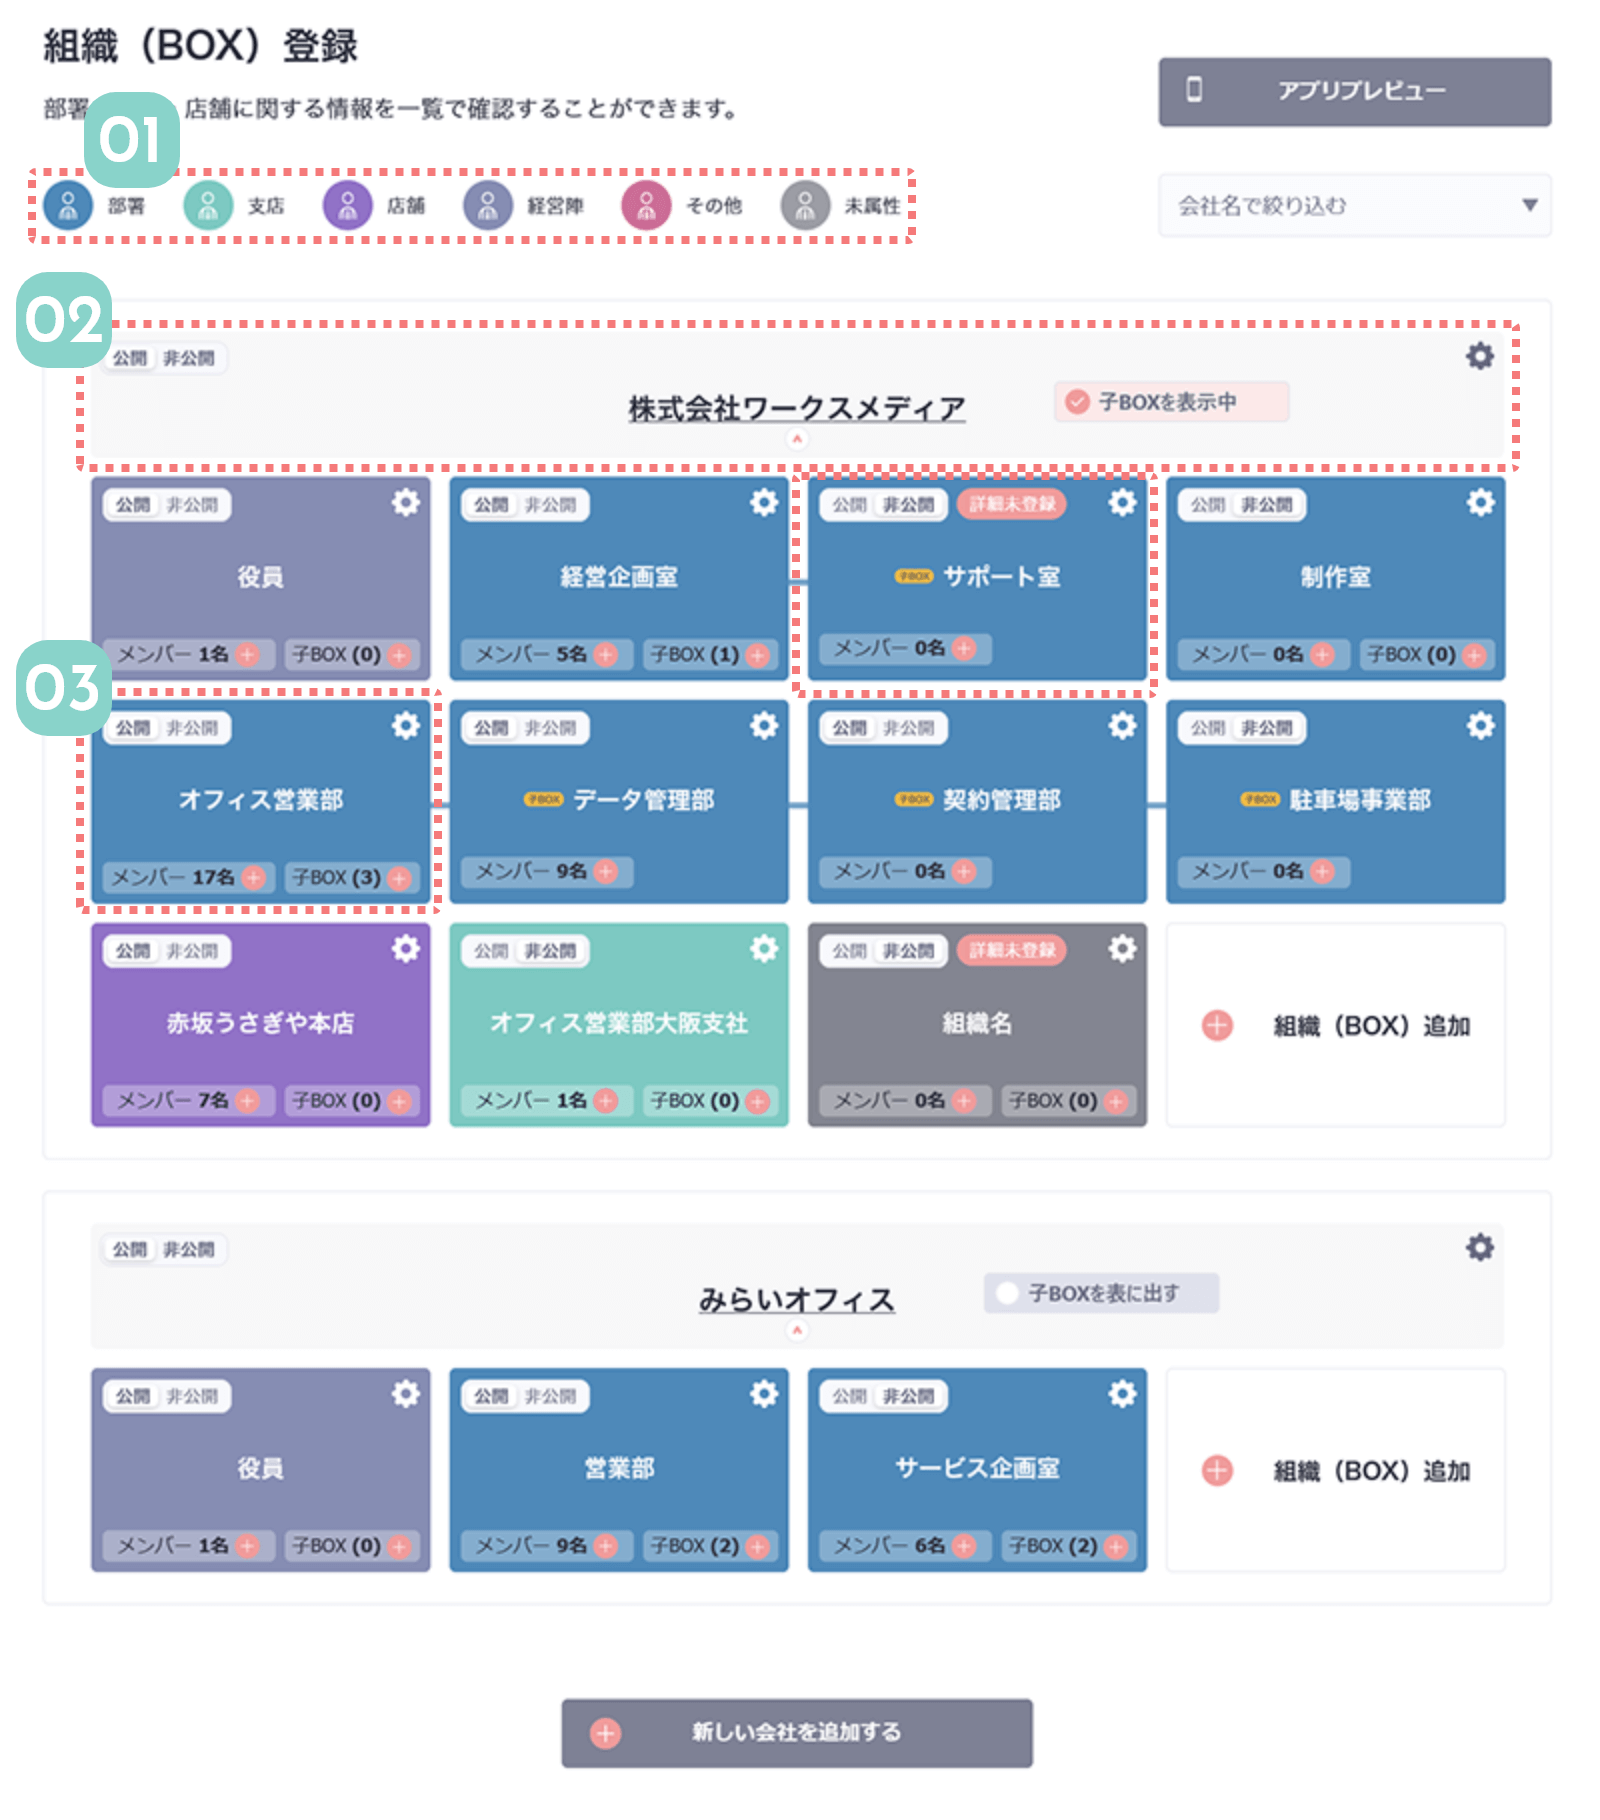 組織（BOX）登録
部署 店舗に関する情報を一覧で確認することができます。
アプリプレビュー
01
部署 支店 店舗 経営陣 その他 未属性
会社名で絞り込む
02
公開 非公開
株式会社ワークスメディア
子BOXを表示中
公開 非公開
役員
メンバー 1名 子BOX (0)
公開 非公開
経営企画室
メンバー 5名 子BOX (1)
公開 非公開 詳細未登録
子BOX サポート室
メンバー 0名
公開 非公開
制作室
メンバー 0名 子BOX (0)
03
公開 非公開
オフィス営業部
メンバー 17名 子BOX (3)
公開 非公開
子BOX データ管理部
メンバー 9名
公開 非公開
子BOX 契約管理部
メンバー 0名
公開 非公開
子BOX 駐車場事業部
メンバー 0名
公開 非公開
赤坂うさぎや本店
メンバー 7名 子BOX (0)
公開 非公開
オフィス営業部大阪支社
メンバー 1名 子BOX (0)
公開 非公開 詳細未登録
組織名
メンバー 0名 子BOX (0)
組織（BOX）追加
公開 非公開
みらいオフィス
子BOXを表に出す
公開 非公開
役員
メンバー 1名 子BOX (0)
公開 非公開
営業部
メンバー 9名 子BOX (2)
公開 非公開
サービス企画室
メンバー 6名 子BOX (2)
組織（BOX）追加
新しい会社を追加する